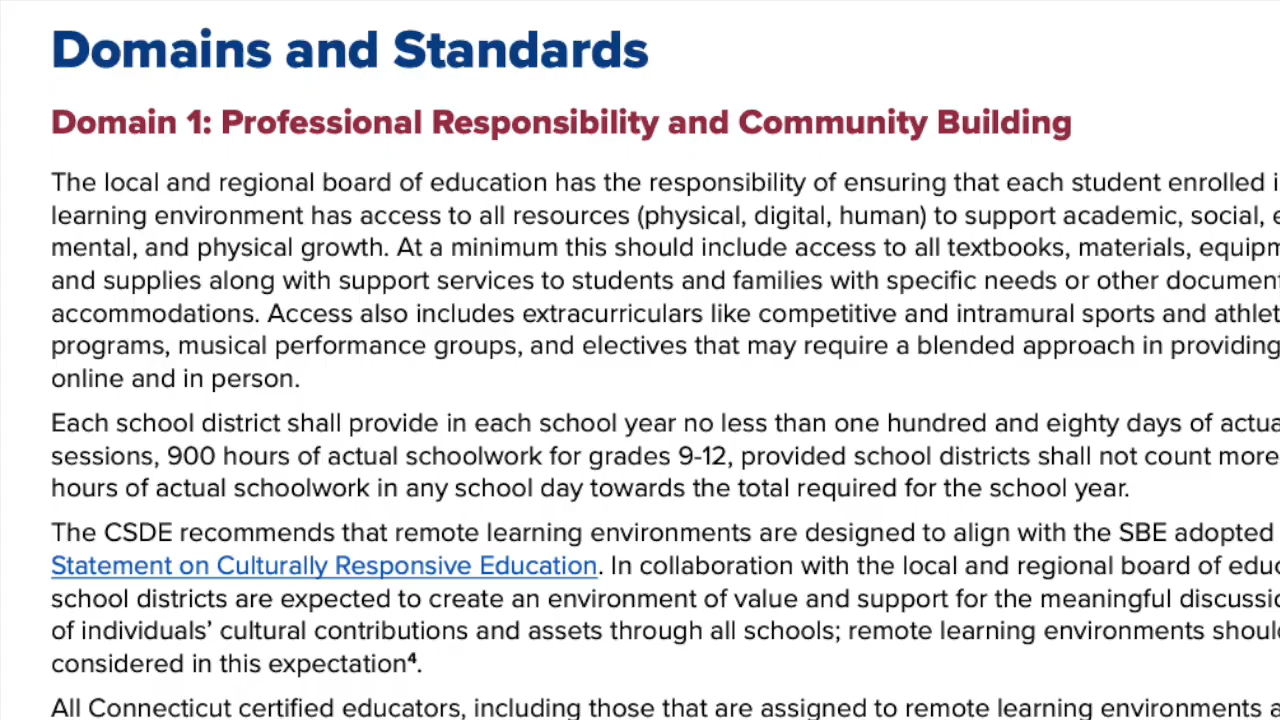 Domains and Standards
Domain 1: Professional Responsibility and Community Building
The local and regional board of education has the responsibility of ensuring that each student enrolled
learning environment has access to all resources (physical, digital, human) to support academic, social,
mental, and physical growth. At a minimum this should include access to all textbooks, materials,
and supplies along with support services to students and families with specific needs or other
accommodations. Access also includes extracurriculars like competitive and intramural sports and
programs, musical performance groups, and electives that may require a blended approach in providing
online and in person.
Each school district shall provide in each school year no less than one hundred and eighty days of
sessions, 900 hours of actual schoolwork for grades 9-12, provided school districts shall not count more
hours of actual schoolwork in any school day towards the total required for the school year.
The CSDE recommends that remote learning environments are designed to align with the SBE adopted
Statement on Culturally Responsive Education. In collaboration with the local and regional board of
school districts are expected to create an environment of value and support for the meaningful
of individuals’ cultural contributions and assets through all schools; remote learning environments
considered in this expectation⁴.
All Connecticut certified educators, including those that are assigned to remote learning environments